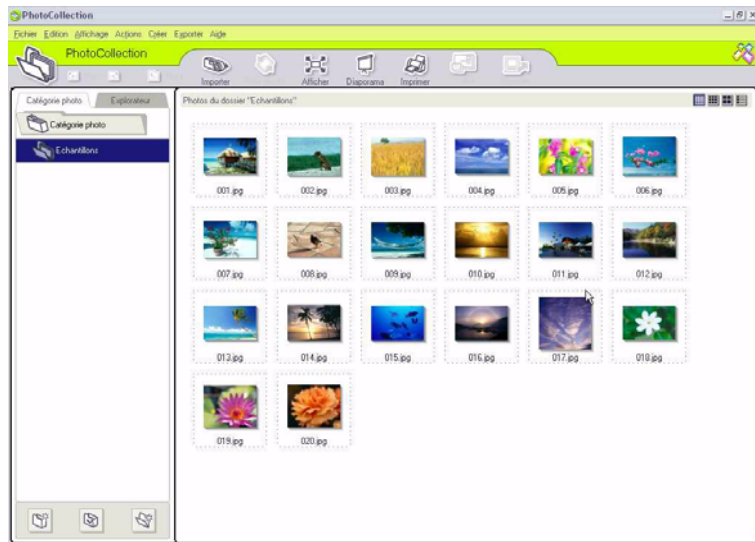 PhotoCollection
Fichier Edition Affichage Actions Créer Exporter Aide
PhotoCollection
Importer Afficher Diaporama Imprimer
Catégorie photo Explorateur
Photos du dossier "Echantillons"
Catégorie photo
Echantillons
001.jpg 002.jpg 003.jpg 004.jpg 005.jpg 006.jpg
007.jpg 008.jpg 009.jpg 010.jpg 011.jpg 012.jpg
013.jpg 014.jpg 015.jpg 016.jpg 017.jpg 018.jpg
019.jpg 020.jpg